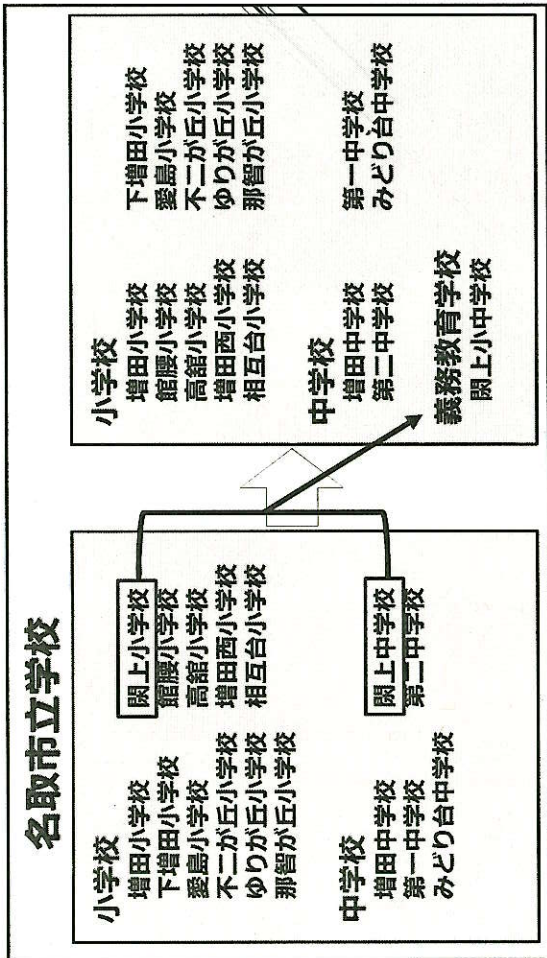 名取市立学校
小学校
増田小学校 閖上小学校
下増田小学校 館腰小学校
愛島小学校 高舘小学校
不二が丘小学校 増田西小学校
ゆりが丘小学校 相互台小学校
那智が丘小学校
中学校
増田中学校 閖上中学校
第一中学校 第二中学校
みどり台中学校
小学校
増田小学校 下増田小学校
館腰小学校 愛島小学校
高舘小学校 不二が丘小学校
増田西小学校 ゆりが丘小学校
相互台小学校 那智が丘小学校
中学校
増田中学校 第一中学校
第二中学校 みどり台中学校
義務教育学校
閖上小中学校